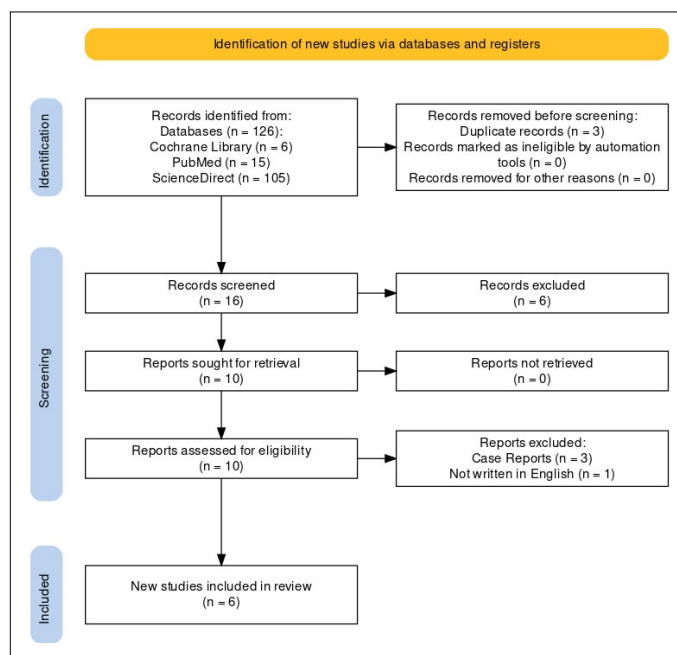 Identification of new studies via databases and registers
Identification
Records identified from:
Databases (n = 126):
Cochrane Library (n = 6)
PubMed (n = 15)
ScienceDirect (n = 105)
Records removed before screening:
Duplicate records (n = 3)
Records marked as ineligible by automation
tools (n = 0)
Records removed for other reasons (n = 0)
Screening
Records screened
(n = 16)
Records excluded
(n = 6)
Reports sought for retrieval
(n = 10)
Reports not retrieved
(n = 0)
Reports assessed for eligibility
(n = 10)
Reports excluded:
Case Reports (n = 3)
Not written in English (n = 1)
Included
New studies included in review
(n = 6)